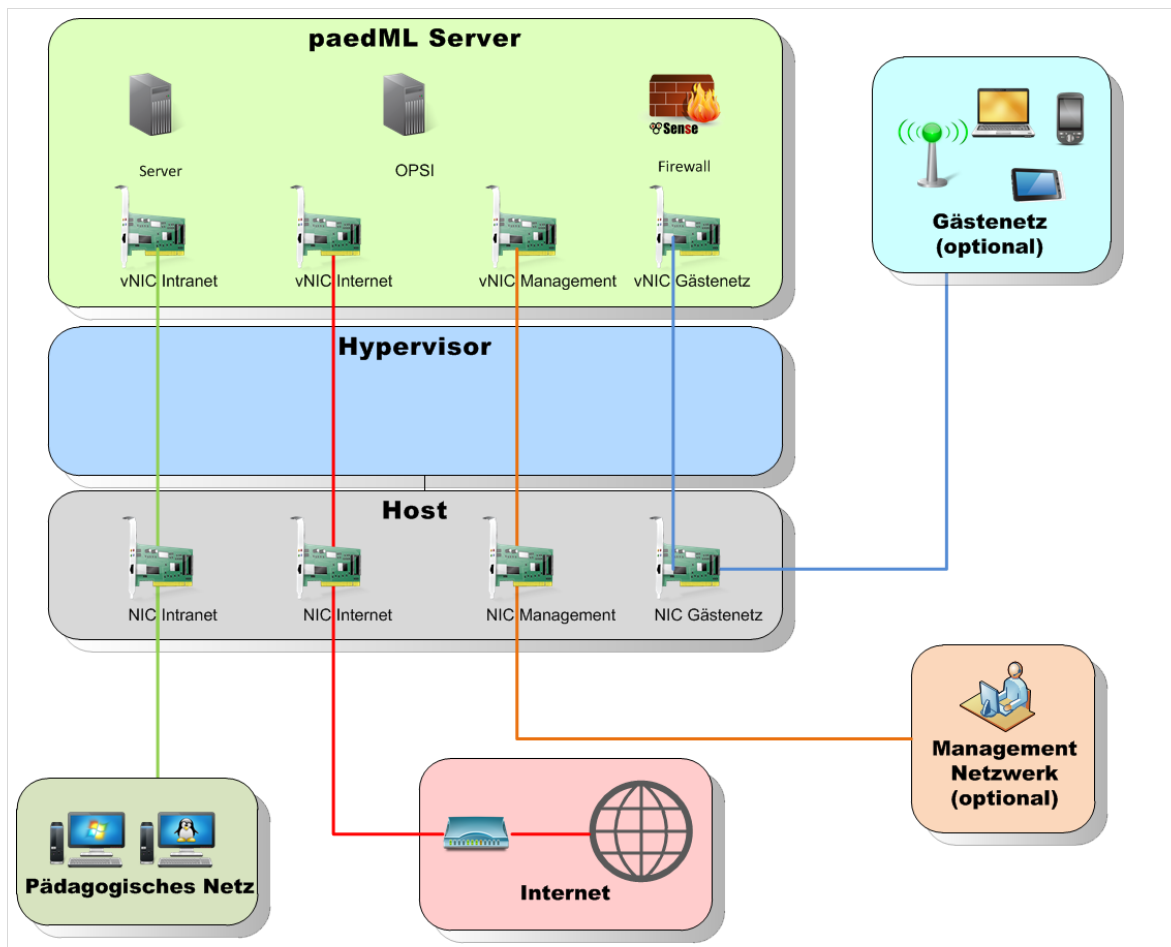 paedML Server
Sense
Server
OPSI
Firewall
vNIC Intranet
vNIC Internet
vNIC Management
vNIC Gästenetz
Gästenetz
(optional)
Hypervisor
Host
NIC Intranet
NIC Internet
NIC Management
NIC Gästenetz
Management
Netzwerk
(optional)
Pädagogisches Netz
Internet